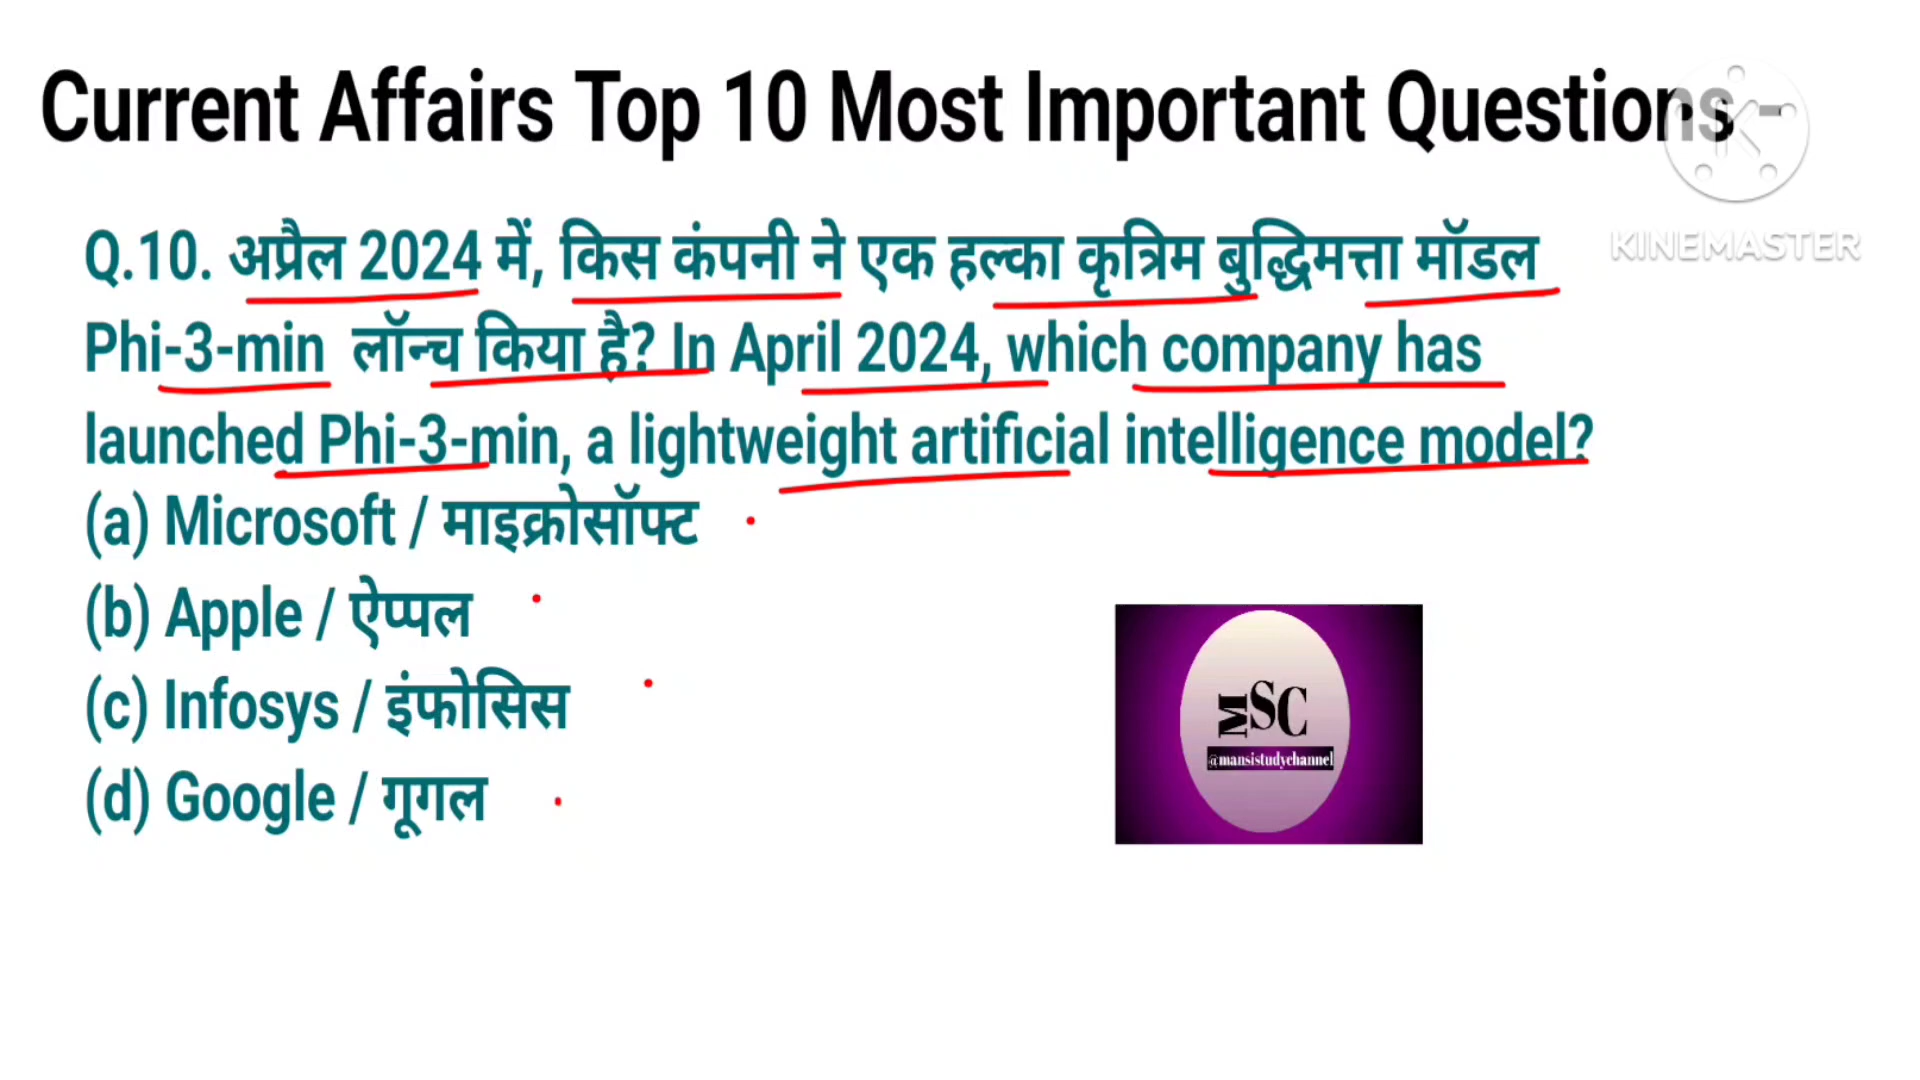 Current Affairs Top 10 Most Important Questions -
KINEMASTER
Q.10. अप्रैल 2024 में, किस कंपनी ने एक हल्का कृत्रिम बुद्धिमत्ता मॉडल
Phi-3-min लॉन्च किया है? In April 2024, which company has
launched Phi-3-min, a lightweight artificial intelligence model?
(a) Microsoft / माइक्रोसॉफ्ट
(b) Apple / ऐप्पल
(c) Infosys / इंफोसिस
(d) Google / गूगल
MSC
@mansistudychannel